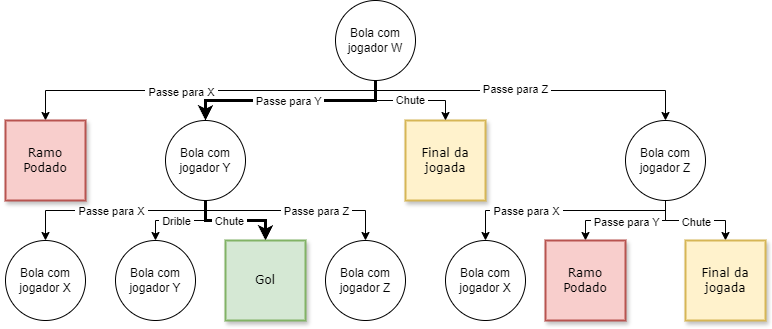 Bola com
jogador W
Passe para X
Passe para Y
Chute
Passe para Z
Ramo
Podado
Bola com
jogador Y
Final da
jogada
Bola com
jogador Z
Passe para X
Drible
Chute
Passe para Z
Passe para X
Passe para Y
Chute
Bola com
jogador X
Bola com
jogador Y
Gol
Bola com
jogador Z
Bola com
jogador X
Ramo
Podado
Final da
jogada